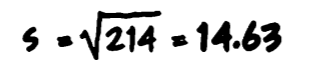 s = √214 = 14.63